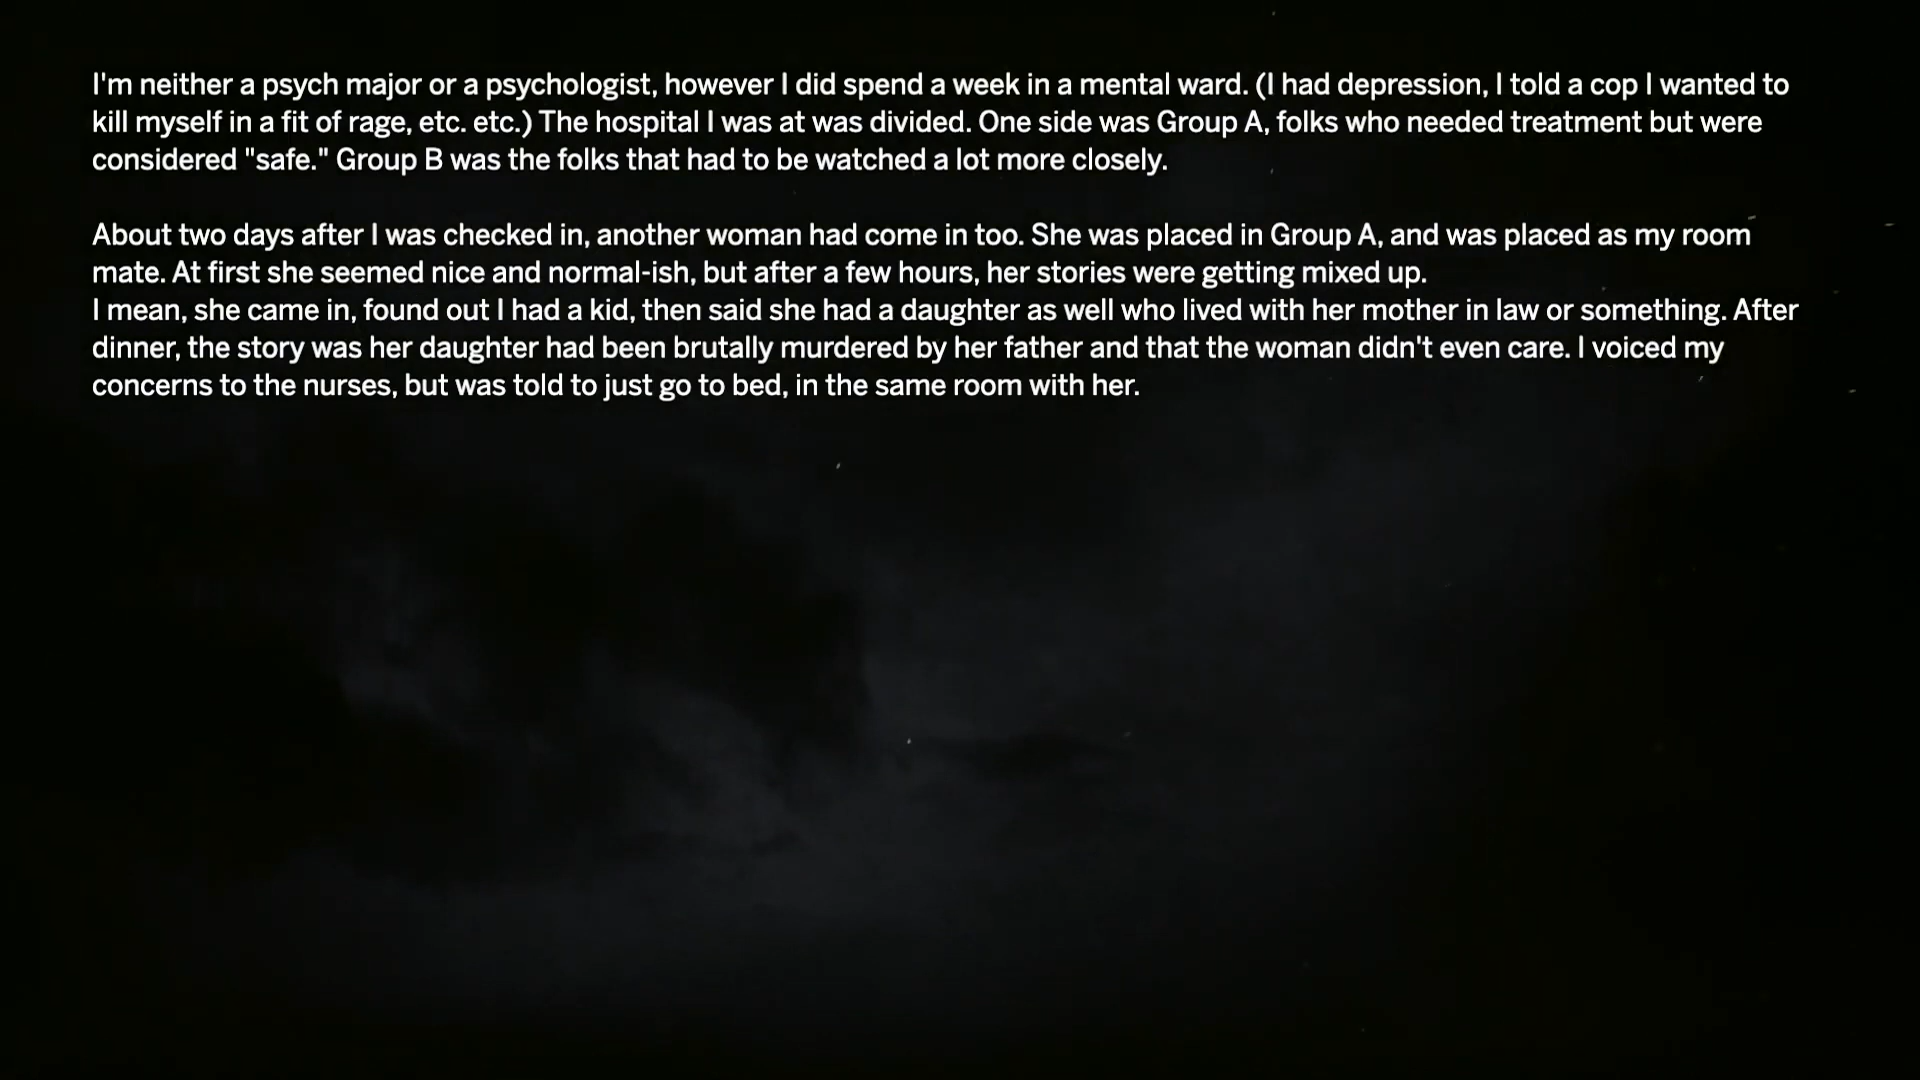 I'm neither a psych major or a psychologist, however I did spend a week in a mental ward. (I had depression, I told a cop I wanted to
kill myself in a fit of rage, etc. etc.) The hospital I was at was divided. One side was Group A, folks who needed treatment but were
considered "safe." Group B was the folks that had to be watched a lot more closely.
About two days after I was checked in, another woman had come in too. She was placed in Group A, and was placed as my room
mate. At first she seemed nice and normal-ish, but after a few hours, her stories were getting mixed up.
I mean, she came in, found out I had a kid, then said she had a daughter as well who lived with her mother in law or something. After
dinner, the story was her daughter had been brutally murdered by her father and that the woman didn't even care. I voiced my
concerns to the nurses, but was told to just go to bed, in the same room with her.